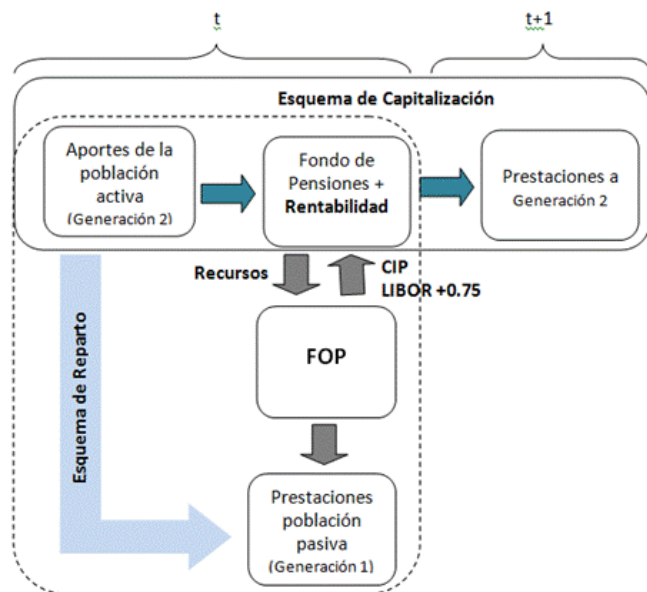 t
t+1
Esquema de Capitalización
Aportes de la
población
activa
(Generación 2)
Fondo de
Pensiones +
Rentabilidad
Prestaciones a
Generación 2
Recursos
CIP
LIBOR +0.75
FOP
Esquema de Reparto
Prestaciones
población
pasiva
(Generación 1)